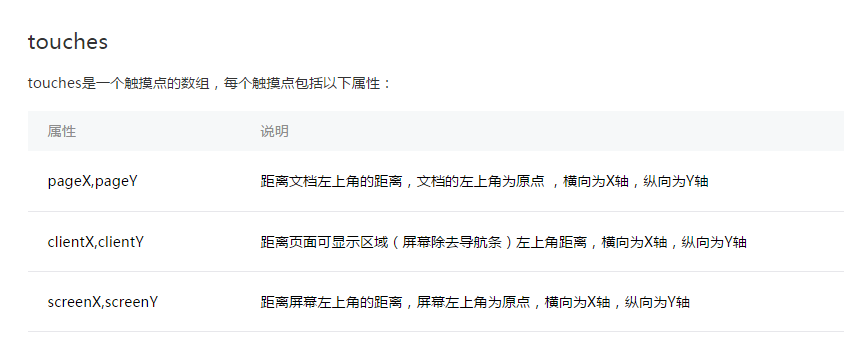 touches
touches是一个触摸点的数组，每个触摸点包括以下属性：
属性 说明
pageX,pageY 距离文档左上角的距离，文档的左上角为原点 ，横向为X轴，纵向为Y轴
clientX,clientY 距离页面可显示区域（屏幕除去导航条）左上角距离，横向为X轴，纵向为Y轴
screenX,screenY 距离屏幕左上角的距离，屏幕左上角为原点，横向为X轴，纵向为Y轴